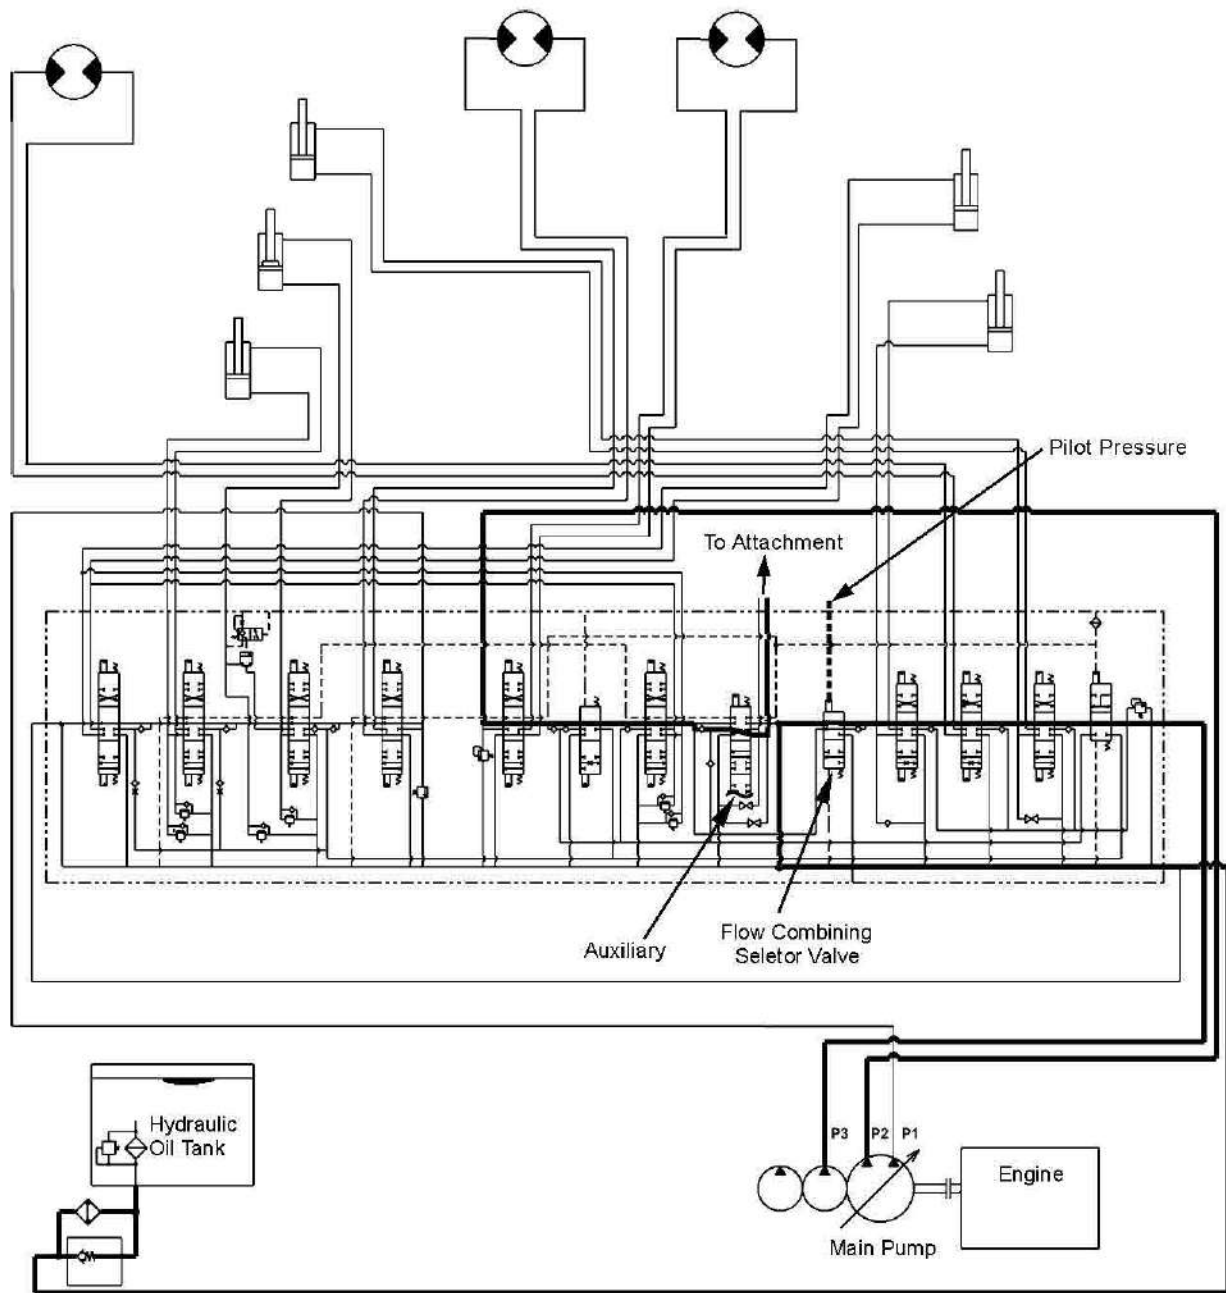 Pilot Pressure
To Attachment
Auxiliary
Flow Combining
Seletor Valve
Hydraulic
Oil Tank
P3 P2 P1
Engine
Main Pump